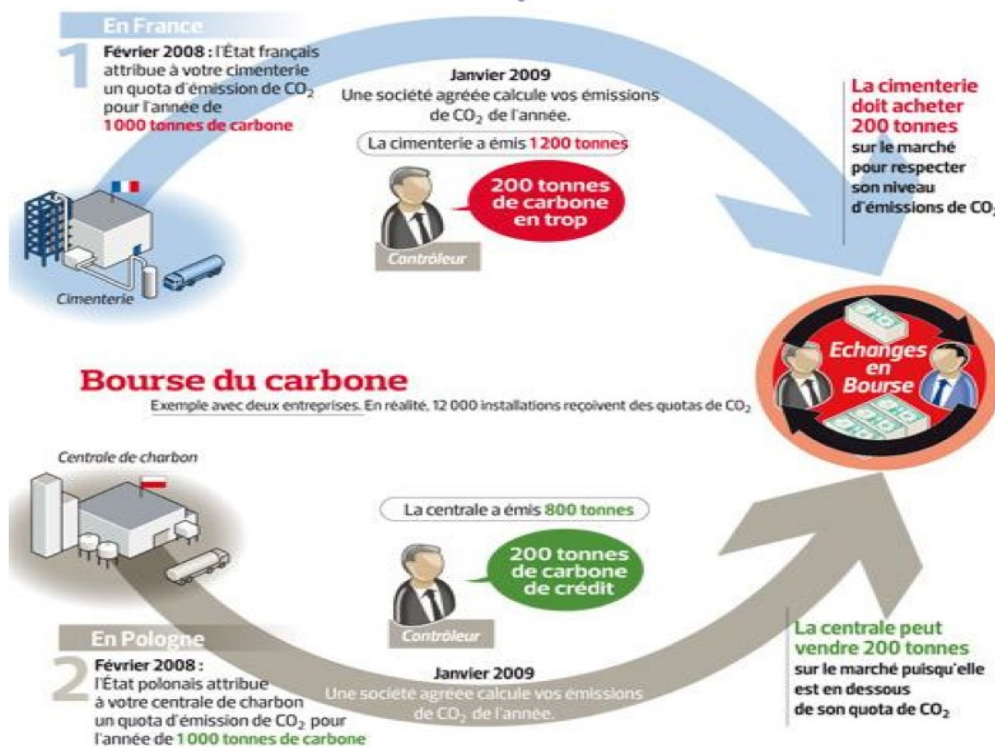 En France
1
Février 2008 : l'État français
attribue à votre cimenterie
un quota d'émission de CO₂
pour l'année de
1 000 tonnes de carbone
Cimenterie
Janvier 2009
Une société agréée calcule vos émissions
de CO₂ de l'année.
La cimenterie a émis 1 200 tonnes
200 tonnes
de carbone
en trop
Contrôleur
La cimenterie
doit acheter
200 tonnes
sur le marché
pour respecter
son niveau
d'émissions de CO₂
Echanges
en
Bourse
Bourse du carbone
Exemple avec deux entreprises. En réalité, 12 000 installations reçoivent des quotas de CO₂
Centrale de charbon
La centrale a émis 800 tonnes
200 tonnes
de carbone
de crédit
Contrôleur
En Pologne
2
Février 2008 :
l'État polonais attribue
à votre centrale de charbon
un quota d'émission de CO₂ pour
l'année de 1 000 tonnes de carbone
Janvier 2009
Une société agréée calcule vos émissions
de CO₂ de l'année.
La centrale peut
vendre 200 tonnes
sur le marché puisqu'elle
est en dessous
de son quota de CO₂